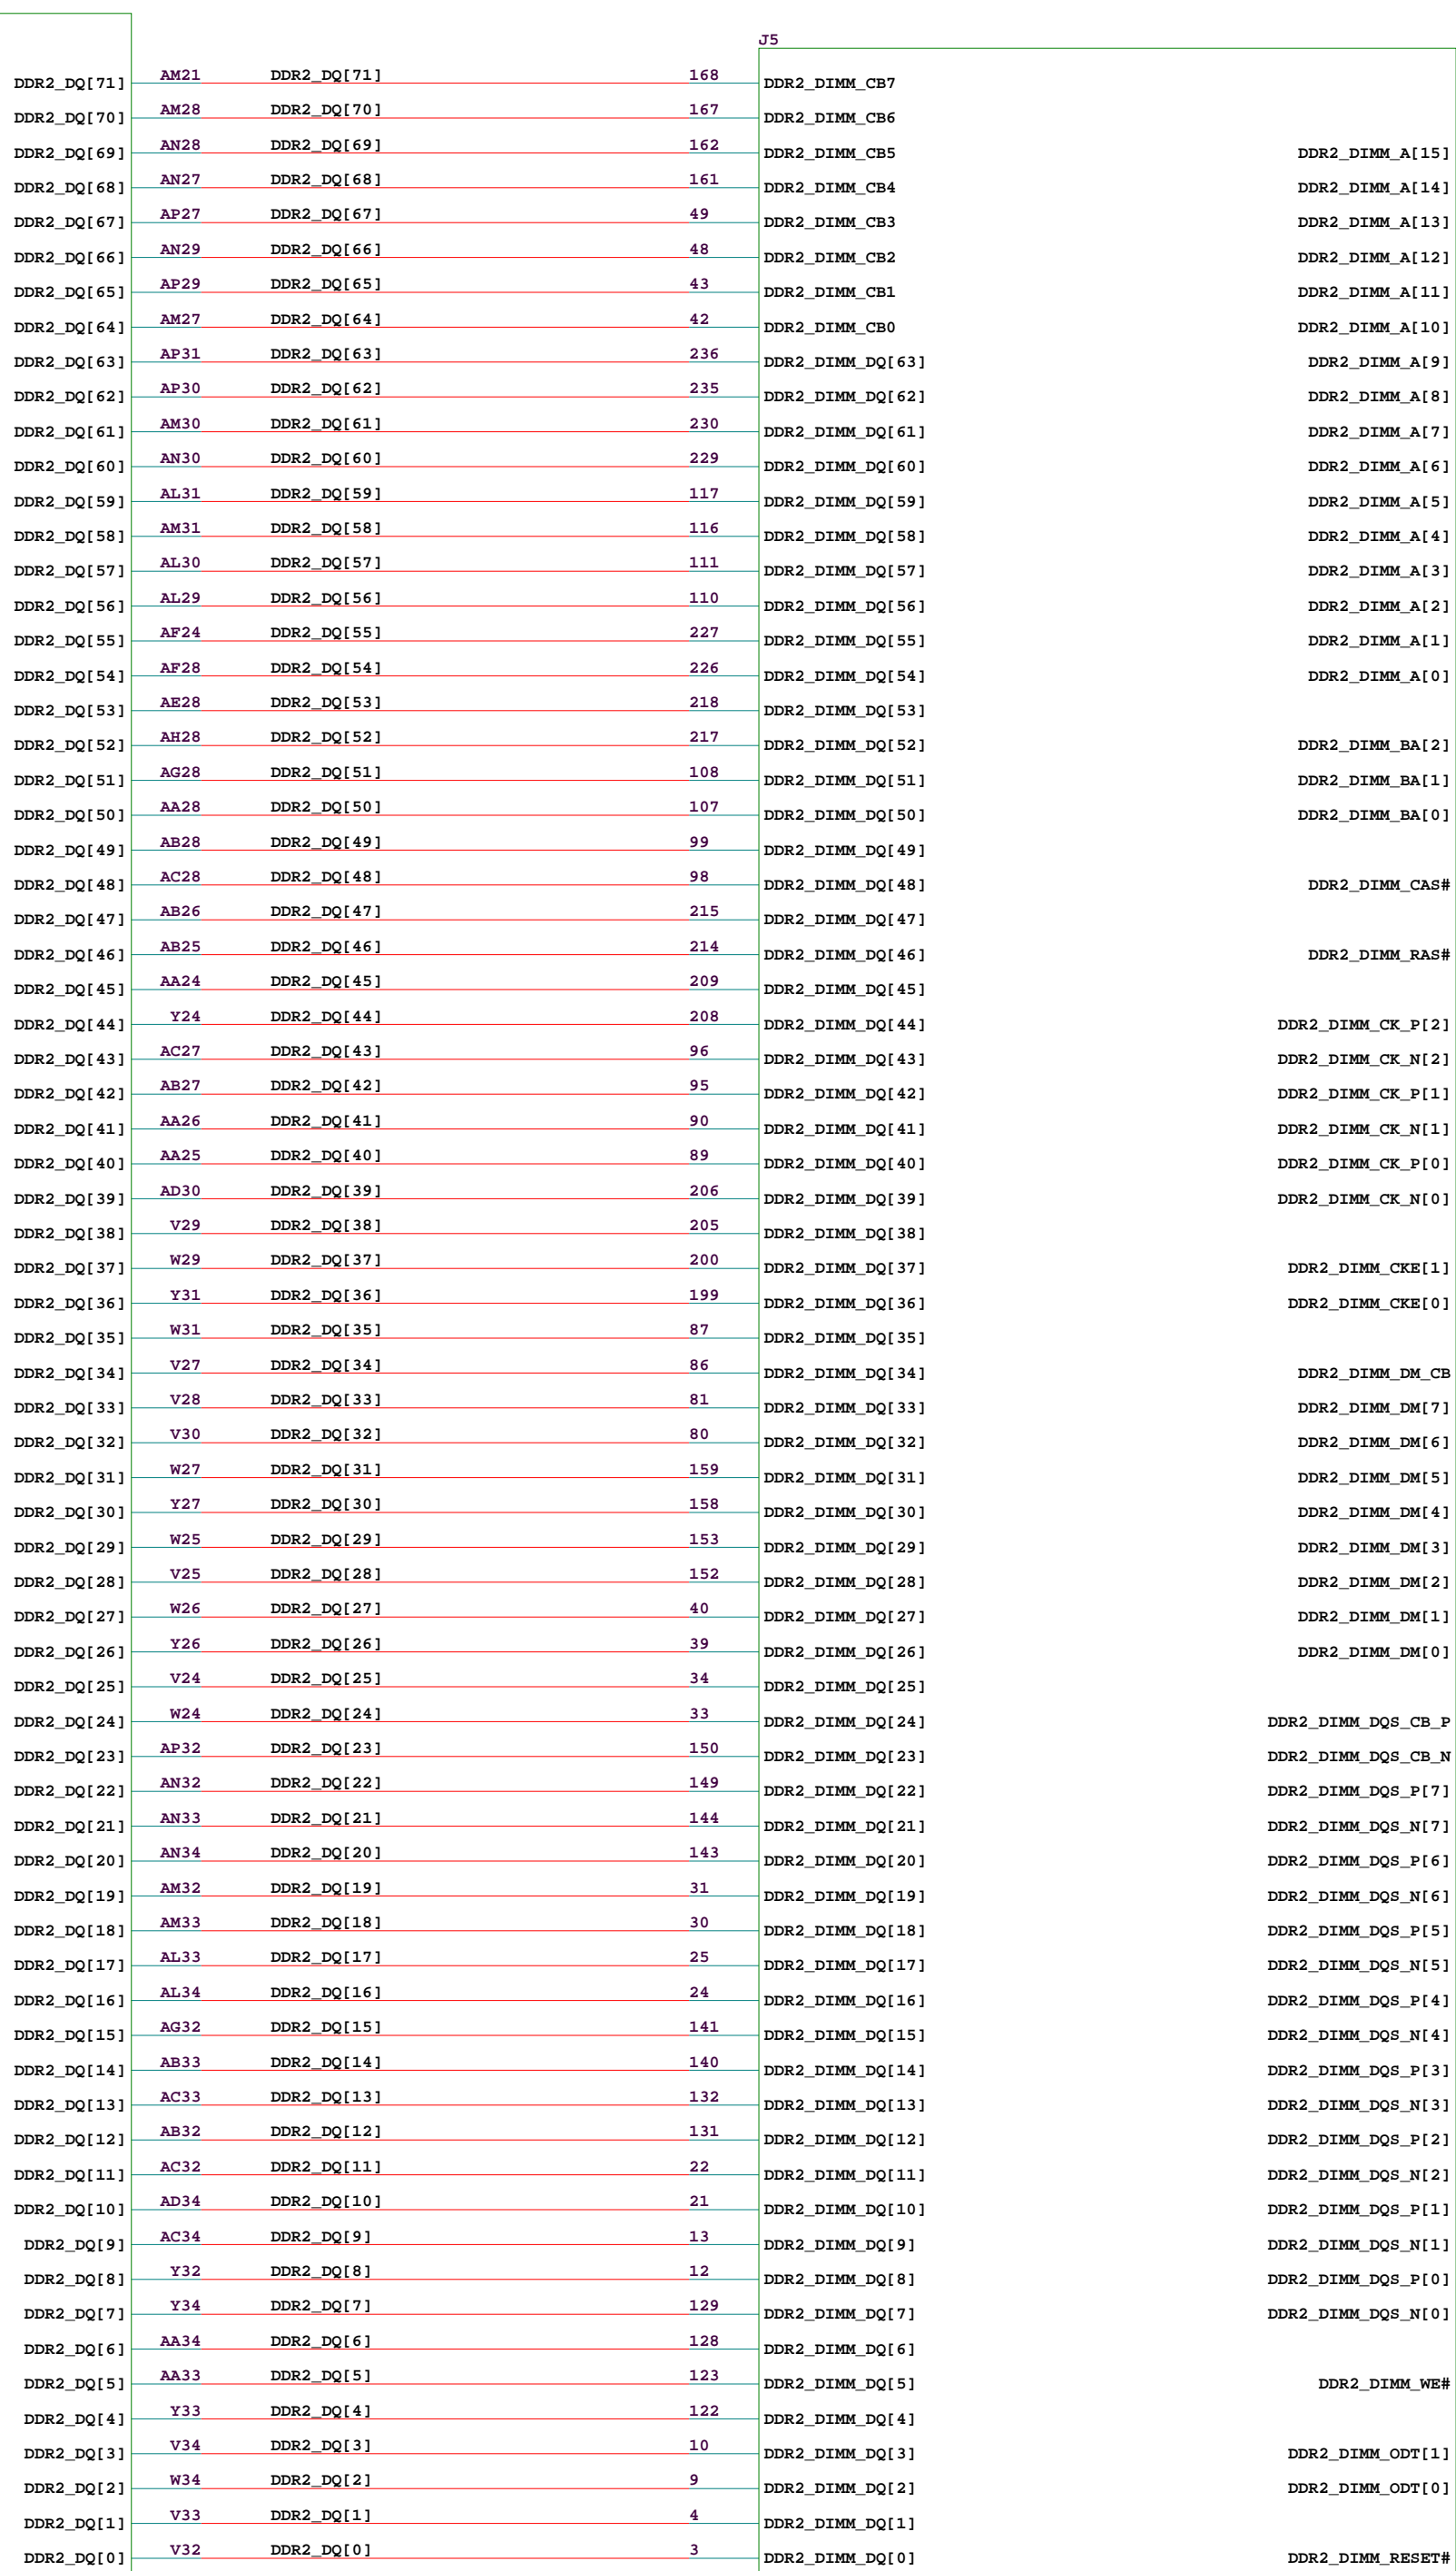 J5
DDR2_DQ[71] AM21 DDR2_DQ[71] 168 DDR2_DIMM_CB7
DDR2_DQ[70] AM28 DDR2_DQ[70] 167 DDR2_DIMM_CB6
DDR2_DQ[69] AN28 DDR2_DQ[69] 162 DDR2_DIMM_CB5 DDR2_DIMM_A[15]
DDR2_DQ[68] AN27 DDR2_DQ[68] 161 DDR2_DIMM_CB4 DDR2_DIMM_A[14]
DDR2_DQ[67] AP27 DDR2_DQ[67] 49 DDR2_DIMM_CB3 DDR2_DIMM_A[13]
DDR2_DQ[66] AN29 DDR2_DQ[66] 48 DDR2_DIMM_CB2 DDR2_DIMM_A[12]
DDR2_DQ[65] AP29 DDR2_DQ[65] 43 DDR2_DIMM_CB1 DDR2_DIMM_A[11]
DDR2_DQ[64] AM27 DDR2_DQ[64] 42 DDR2_DIMM_CB0 DDR2_DIMM_A[10]
DDR2_DQ[63] AP31 DDR2_DQ[63] 236 DDR2_DIMM_DQ[63] DDR2_DIMM_A[9]
DDR2_DQ[62] AP30 DDR2_DQ[62] 235 DDR2_DIMM_DQ[62] DDR2_DIMM_A[8]
DDR2_DQ[61] AM30 DDR2_DQ[61] 230 DDR2_DIMM_DQ[61] DDR2_DIMM_A[7]
DDR2_DQ[60] AN30 DDR2_DQ[60] 229 DDR2_DIMM_DQ[60] DDR2_DIMM_A[6]
DDR2_DQ[59] AL31 DDR2_DQ[59] 117 DDR2_DIMM_DQ[59] DDR2_DIMM_A[5]
DDR2_DQ[58] AM31 DDR2_DQ[58] 116 DDR2_DIMM_DQ[58] DDR2_DIMM_A[4]
DDR2_DQ[57] AL30 DDR2_DQ[57] 111 DDR2_DIMM_DQ[57] DDR2_DIMM_A[3]
DDR2_DQ[56] AL29 DDR2_DQ[56] 110 DDR2_DIMM_DQ[56] DDR2_DIMM_A[2]
DDR2_DQ[55] AF24 DDR2_DQ[55] 227 DDR2_DIMM_DQ[55] DDR2_DIMM_A[1]
DDR2_DQ[54] AF28 DDR2_DQ[54] 226 DDR2_DIMM_DQ[54] DDR2_DIMM_A[0]
DDR2_DQ[53] AE28 DDR2_DQ[53] 218 DDR2_DIMM_DQ[53]
DDR2_DQ[52] AH28 DDR2_DQ[52] 217 DDR2_DIMM_DQ[52] DDR2_DIMM_BA[2]
DDR2_DQ[51] AG28 DDR2_DQ[51] 108 DDR2_DIMM_DQ[51] DDR2_DIMM_BA[1]
DDR2_DQ[50] AA28 DDR2_DQ[50] 107 DDR2_DIMM_DQ[50] DDR2_DIMM_BA[0]
DDR2_DQ[49] AB28 DDR2_DQ[49] 99 DDR2_DIMM_DQ[49]
DDR2_DQ[48] AC28 DDR2_DQ[48] 98 DDR2_DIMM_DQ[48] DDR2_DIMM_CAS#
DDR2_DQ[47] AB26 DDR2_DQ[47] 215 DDR2_DIMM_DQ[47]
DDR2_DQ[46] AB25 DDR2_DQ[46] 214 DDR2_DIMM_DQ[46] DDR2_DIMM_RAS#
DDR2_DQ[45] AA24 DDR2_DQ[45] 209 DDR2_DIMM_DQ[45]
DDR2_DQ[44] Y24 DDR2_DQ[44] 208 DDR2_DIMM_DQ[44] DDR2_DIMM_CK_P[2]
DDR2_DQ[43] AC27 DDR2_DQ[43] 96 DDR2_DIMM_DQ[43] DDR2_DIMM_CK_N[2]
DDR2_DQ[42] AB27 DDR2_DQ[42] 95 DDR2_DIMM_DQ[42] DDR2_DIMM_CK_P[1]
DDR2_DQ[41] AA26 DDR2_DQ[41] 90 DDR2_DIMM_DQ[41] DDR2_DIMM_CK_N[1]
DDR2_DQ[40] AA25 DDR2_DQ[40] 89 DDR2_DIMM_DQ[40] DDR2_DIMM_CK_P[0]
DDR2_DQ[39] AD30 DDR2_DQ[39] 206 DDR2_DIMM_DQ[39] DDR2_DIMM_CK_N[0]
DDR2_DQ[38] V29 DDR2_DQ[38] 205 DDR2_DIMM_DQ[38]
DDR2_DQ[37] W29 DDR2_DQ[37] 200 DDR2_DIMM_DQ[37] DDR2_DIMM_CKE[1]
DDR2_DQ[36] Y31 DDR2_DQ[36] 199 DDR2_DIMM_DQ[36] DDR2_DIMM_CKE[0]
DDR2_DQ[35] W31 DDR2_DQ[35] 87 DDR2_DIMM_DQ[35]
DDR2_DQ[34] V27 DDR2_DQ[34] 86 DDR2_DIMM_DQ[34] DDR2_DIMM_DM_CB
DDR2_DQ[33] V28 DDR2_DQ[33] 81 DDR2_DIMM_DQ[33] DDR2_DIMM_DM[7]
DDR2_DQ[32] V30 DDR2_DQ[32] 80 DDR2_DIMM_DQ[32] DDR2_DIMM_DM[6]
DDR2_DQ[31] W27 DDR2_DQ[31] 159 DDR2_DIMM_DQ[31] DDR2_DIMM_DM[5]
DDR2_DQ[30] Y27 DDR2_DQ[30] 158 DDR2_DIMM_DQ[30] DDR2_DIMM_DM[4]
DDR2_DQ[29] W25 DDR2_DQ[29] 153 DDR2_DIMM_DQ[29] DDR2_DIMM_DM[3]
DDR2_DQ[28] V25 DDR2_DQ[28] 152 DDR2_DIMM_DQ[28] DDR2_DIMM_DM[2]
DDR2_DQ[27] W26 DDR2_DQ[27] 40 DDR2_DIMM_DQ[27] DDR2_DIMM_DM[1]
DDR2_DQ[26] Y26 DDR2_DQ[26] 39 DDR2_DIMM_DQ[26] DDR2_DIMM_DM[0]
DDR2_DQ[25] V24 DDR2_DQ[25] 34 DDR2_DIMM_DQ[25]
DDR2_DQ[24] W24 DDR2_DQ[24] 33 DDR2_DIMM_DQ[24] DDR2_DIMM_DQS_CB_P
DDR2_DQ[23] AP32 DDR2_DQ[23] 150 DDR2_DIMM_DQ[23] DDR2_DIMM_DQS_CB_N
DDR2_DQ[22] AN32 DDR2_DQ[22] 149 DDR2_DIMM_DQ[22] DDR2_DIMM_DQS_P[7]
DDR2_DQ[21] AN33 DDR2_DQ[21] 144 DDR2_DIMM_DQ[21] DDR2_DIMM_DQS_N[7]
DDR2_DQ[20] AN34 DDR2_DQ[20] 143 DDR2_DIMM_DQ[20] DDR2_DIMM_DQS_P[6]
DDR2_DQ[19] AM32 DDR2_DQ[19] 31 DDR2_DIMM_DQ[19] DDR2_DIMM_DQS_N[6]
DDR2_DQ[18] AM33 DDR2_DQ[18] 30 DDR2_DIMM_DQ[18] DDR2_DIMM_DQS_P[5]
DDR2_DQ[17] AL33 DDR2_DQ[17] 25 DDR2_DIMM_DQ[17] DDR2_DIMM_DQS_N[5]
DDR2_DQ[16] AL34 DDR2_DQ[16] 24 DDR2_DIMM_DQ[16] DDR2_DIMM_DQS_P[4]
DDR2_DQ[15] AG32 DDR2_DQ[15] 141 DDR2_DIMM_DQ[15] DDR2_DIMM_DQS_N[4]
DDR2_DQ[14] AB33 DDR2_DQ[14] 140 DDR2_DIMM_DQ[14] DDR2_DIMM_DQS_P[3]
DDR2_DQ[13] AC33 DDR2_DQ[13] 132 DDR2_DIMM_DQ[13] DDR2_DIMM_DQS_N[3]
DDR2_DQ[12] AB32 DDR2_DQ[12] 131 DDR2_DIMM_DQ[12] DDR2_DIMM_DQS_P[2]
DDR2_DQ[11] AC32 DDR2_DQ[11] 22 DDR2_DIMM_DQ[11] DDR2_DIMM_DQS_N[2]
DDR2_DQ[10] AD34 DDR2_DQ[10] 21 DDR2_DIMM_DQ[10] DDR2_DIMM_DQS_P[1]
DDR2_DQ[9] AC34 DDR2_DQ[9] 13 DDR2_DIMM_DQ[9] DDR2_DIMM_DQS_N[1]
DDR2_DQ[8] Y32 DDR2_DQ[8] 12 DDR2_DIMM_DQ[8] DDR2_DIMM_DQS_P[0]
DDR2_DQ[7] Y34 DDR2_DQ[7] 129 DDR2_DIMM_DQ[7] DDR2_DIMM_DQS_N[0]
DDR2_DQ[6] AA34 DDR2_DQ[6] 128 DDR2_DIMM_DQ[6]
DDR2_DQ[5] AA33 DDR2_DQ[5] 123 DDR2_DIMM_DQ[5] DDR2_DIMM_WE#
DDR2_DQ[4] Y33 DDR2_DQ[4] 122 DDR2_DIMM_DQ[4]
DDR2_DQ[3] V34 DDR2_DQ[3] 10 DDR2_DIMM_DQ[3] DDR2_DIMM_ODT[1]
DDR2_DQ[2] W34 DDR2_DQ[2] 9 DDR2_DIMM_DQ[2] DDR2_DIMM_ODT[0]
DDR2_DQ[1] V33 DDR2_DQ[1] 4 DDR2_DIMM_DQ[1]
DDR2_DQ[0] V32 DDR2_DQ[0] 3 DDR2_DIMM_DQ[0] DDR2_DIMM_RESET#